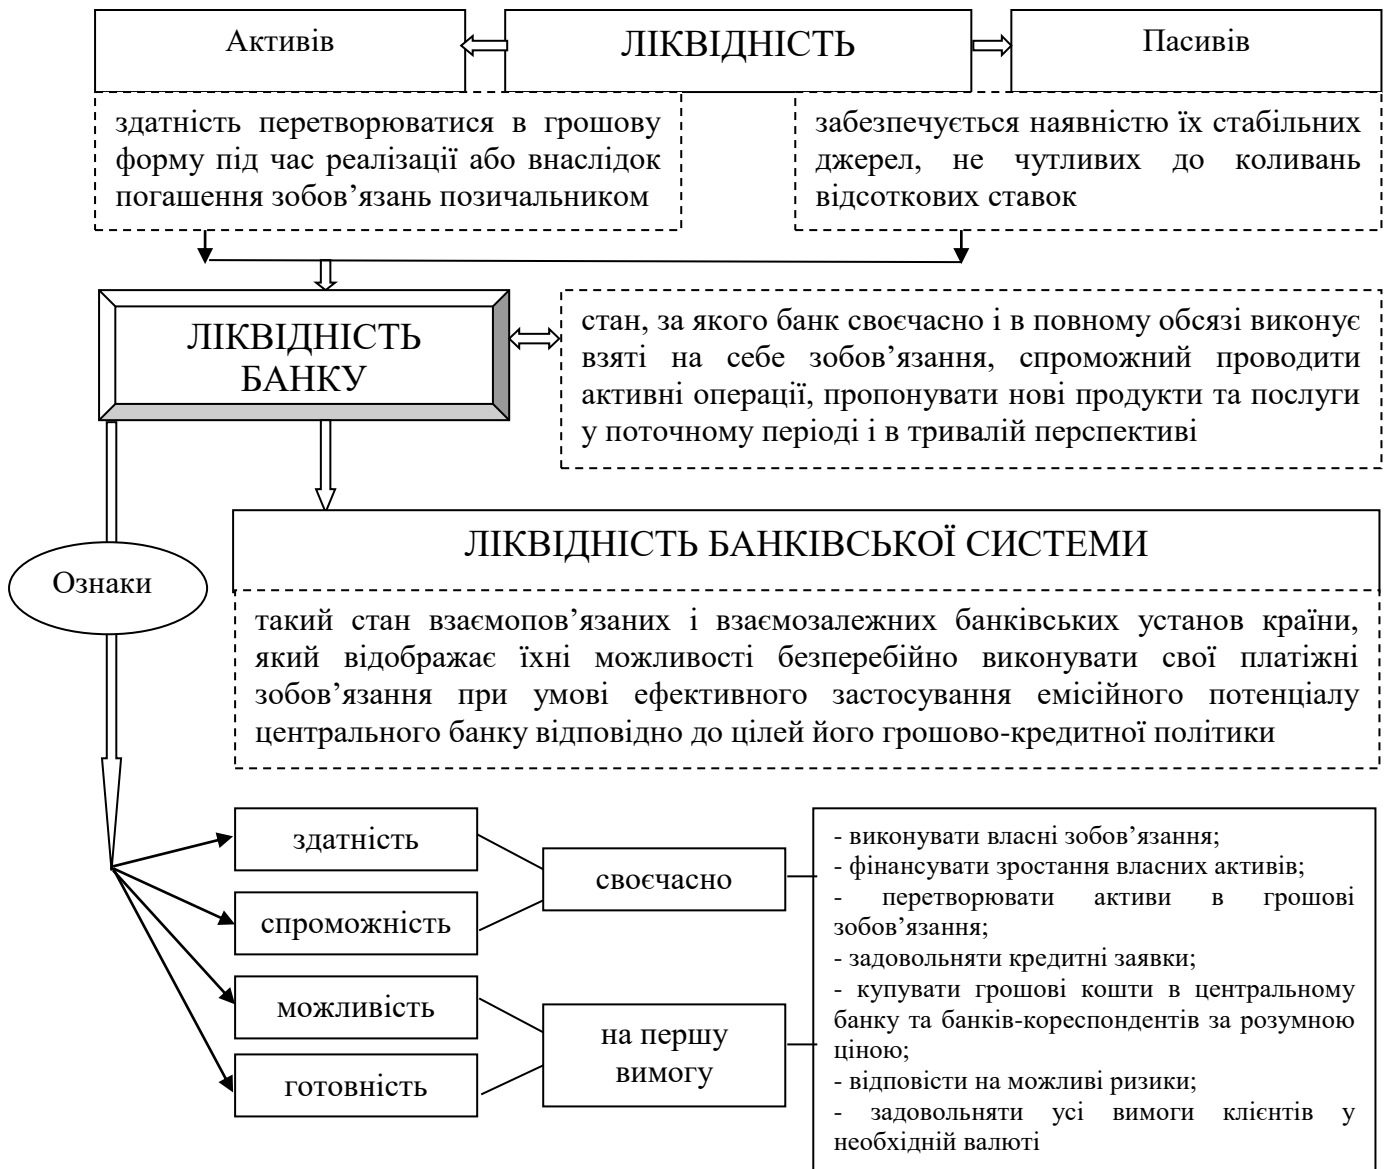 Активів
ЛІКВІДНІСТЬ
Пасивів
здатність перетворюватися в грошову
форму під час реалізації або внаслідок
погашення зобов’язань позичальником
забезпечується наявністю їх стабільних
джерел, не чутливих до коливань
відсоткових ставок
ЛІКВІДНІСТЬ
БАНКУ
стан, за якого банк своєчасно і в повному обсязі виконує
взяті на себе зобов’язання, спроможний проводити
активні операції, пропонувати нові продукти та послуги
у поточному періоді і в тривалій перспективі
ЛІКВІДНІСТЬ БАНКІВСЬКОЇ СИСТЕМИ
Ознаки
такий стан взаємопов’язаних і взаємозалежних банківських установ країни,
який відображає їхні можливості безперебійно виконувати свої платіжні
зобов’язання при умові ефективного застосування емісійного потенціалу
центрального банку відповідно до цілей його грошово-кредитної політики
здатність
спроможність
можливість
готовність
своєчасно
на першу
вимогу
- виконувати власні зобов’язання;
- фінансувати зростання власних активів;
- перетворювати активи в грошові
зобов’язання;
- задовольняти кредитні заявки;
- купувати грошові кошти в центральному
банку та банків-кореспондентів за розумною
ціною;
- відповісти на можливі ризики;
- задовольняти усі вимоги клієнтів у
необхідній валюті